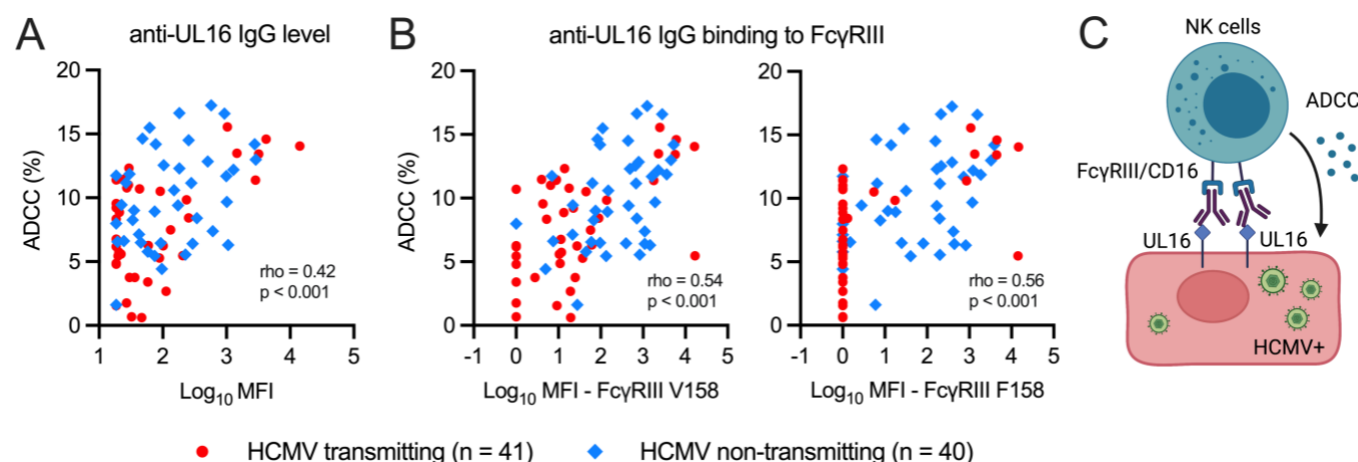 A
anti-UL16 IgG level
B
anti-UL16 IgG binding to FcγRIII
C
ADCC (%)
20
15
10
5
0
1
2
3
4
5
rho = 0.42
p < 0.001
Log10 MFI
ADCC (%)
20
15
10
5
0
-1
0
1
2
3
4
5
rho = 0.54
p < 0.001
Log10 MFI - FcγRIII V158
20
15
10
5
0
-1
0
1
2
3
4
5
rho = 0.56
p < 0.001
Log10 MFI - FcγRIII F158
NK cells
ADCC
FcγRIII/CD16
UL16
UL16
HCMV+
HCMV transmitting (n = 41)
HCMV non-transmitting (n = 40)